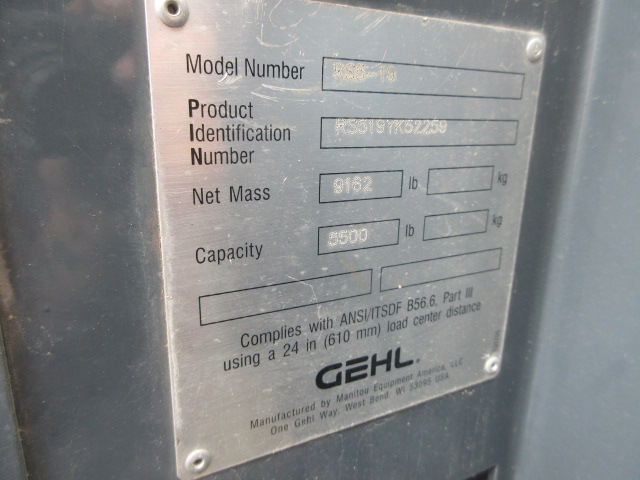 Model Number RS5-19
Product
Identification RS519YK52259
Number
Net Mass 9162 lb kg
Capacity 5500 lb kg
Complies with ANSI/ITSDF B56.6, Part III
using a 24 in (610 mm) load center distance
GEHL.
Manufactured by Manitou Equipment America, LLC
One Gehl Way, West Bend, WI 53095 USA